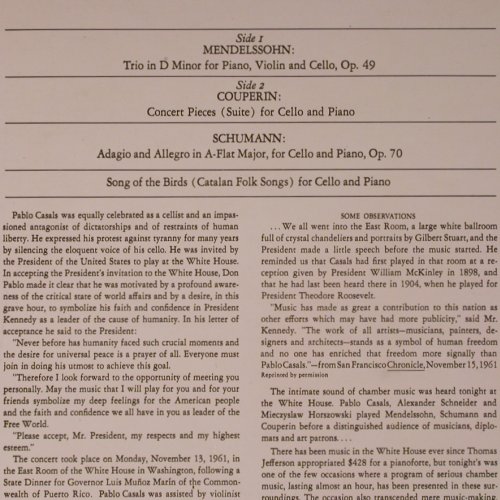 Side 1
MENDELSSOHN:
Trio in D Minor for Piano, Violin and Cello, Op. 49
Side 2
COUPERIN:
Concert Pieces (Suite) for Cello and Piano
SCHUMANN:
Adagio and Allegro in A-Flat Major, for Cello and Piano, Op. 70
Song of the Birds (Catalan Folk Songs) for Cello and Piano
Pablo Casals was equally celebrated as a cellist and an impas-
sioned antagonist of dictatorships and of restraints of human
liberty. He expressed his protest against tyranny for many years
by silencing the eloquent voice of his cello. He was invited by
the President of the United States to play at the White House.
In accepting the President's invitation to the White House, Don
Pablo made it clear that he was motivated by a profound aware-
ness of the critical state of world affairs and by a desire, in this
grave hour, to symbolize his faith and confidence in President
Kennedy as a leader of the cause of humanity. In his letter of
acceptance he said to the President:
"Never before has humanity faced such crucial moments and
the desire for universal peace is a prayer of all. Everyone must
join in doing his utmost to achieve this goal.
"Therefore I look forward to the opportunity of meeting you
personally. May the music that I will play for you and for your
friends symbolize my deep feelings for the American people
and the faith and confidence we all have in you as leader of the
Free World.
"Please accept, Mr. President, my respects and my highest
esteem."
The concert took place on Monday, November 13, 1961, in
the East Room of the White House in Washington, following a
State Dinner for Governor Luis Muñoz Marín of the Common-
wealth of Puerto Rico. Pablo Casals was assisted by violinist
SOME OBSERVATIONS
. . . We all went into the East Room, a large white ballroom
full of crystal chandeliers and portraits by Gilbert Stuart, and the
President made a little speech before the music started. He
reminded us that Casals had first played in that room at a re-
ception given by President William McKinley in 1898, and
that he had last been heard there in 1904, when he played for
President Theodore Roosevelt.
"Music has made as great a contribution to this nation as
other efforts which may have had more publicity," said Mr.
Kennedy. "The work of all artists—musicians, painters, de-
signers and architects—stands as a symbol of human freedom
and no one has enriched that freedom more signally than
Pablo Casals."—from San Francisco Chronicle, November 15, 1961
Reprinted by permission
The intimate sound of chamber music was heard tonight at
the White House. Pablo Casals, Alexander Schneider and
Mieczyslaw Horszowski played Mendelssohn, Schumann and
Couperin before a distinguished audience of musicians, diplo-
mats and art patrons. . . .
There has been music in the White House ever since Thomas
Jefferson appropriated $428 for a pianoforte, but tonight's was
one of the few occasions where a program of serious chamber
music, lasting almost an hour, has been presented in these sur-
roundings. The occasion also transcended mere music-mak-